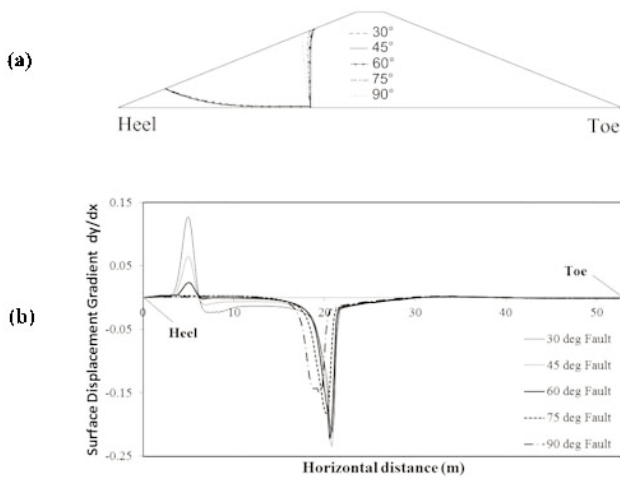 (a)
30°
45°
60°
75°
90°
Heel
Toe
(b)
Surface Displacement Gradient dy/dx
0.15
0.05
-0.05
-0.15
-0.25
0
10
20
30
40
50
Heel
Toe
30 deg Fault
45 deg Fault
60 deg Fault
75 deg Fault
90 deg Fault
Horizontal distance (m)